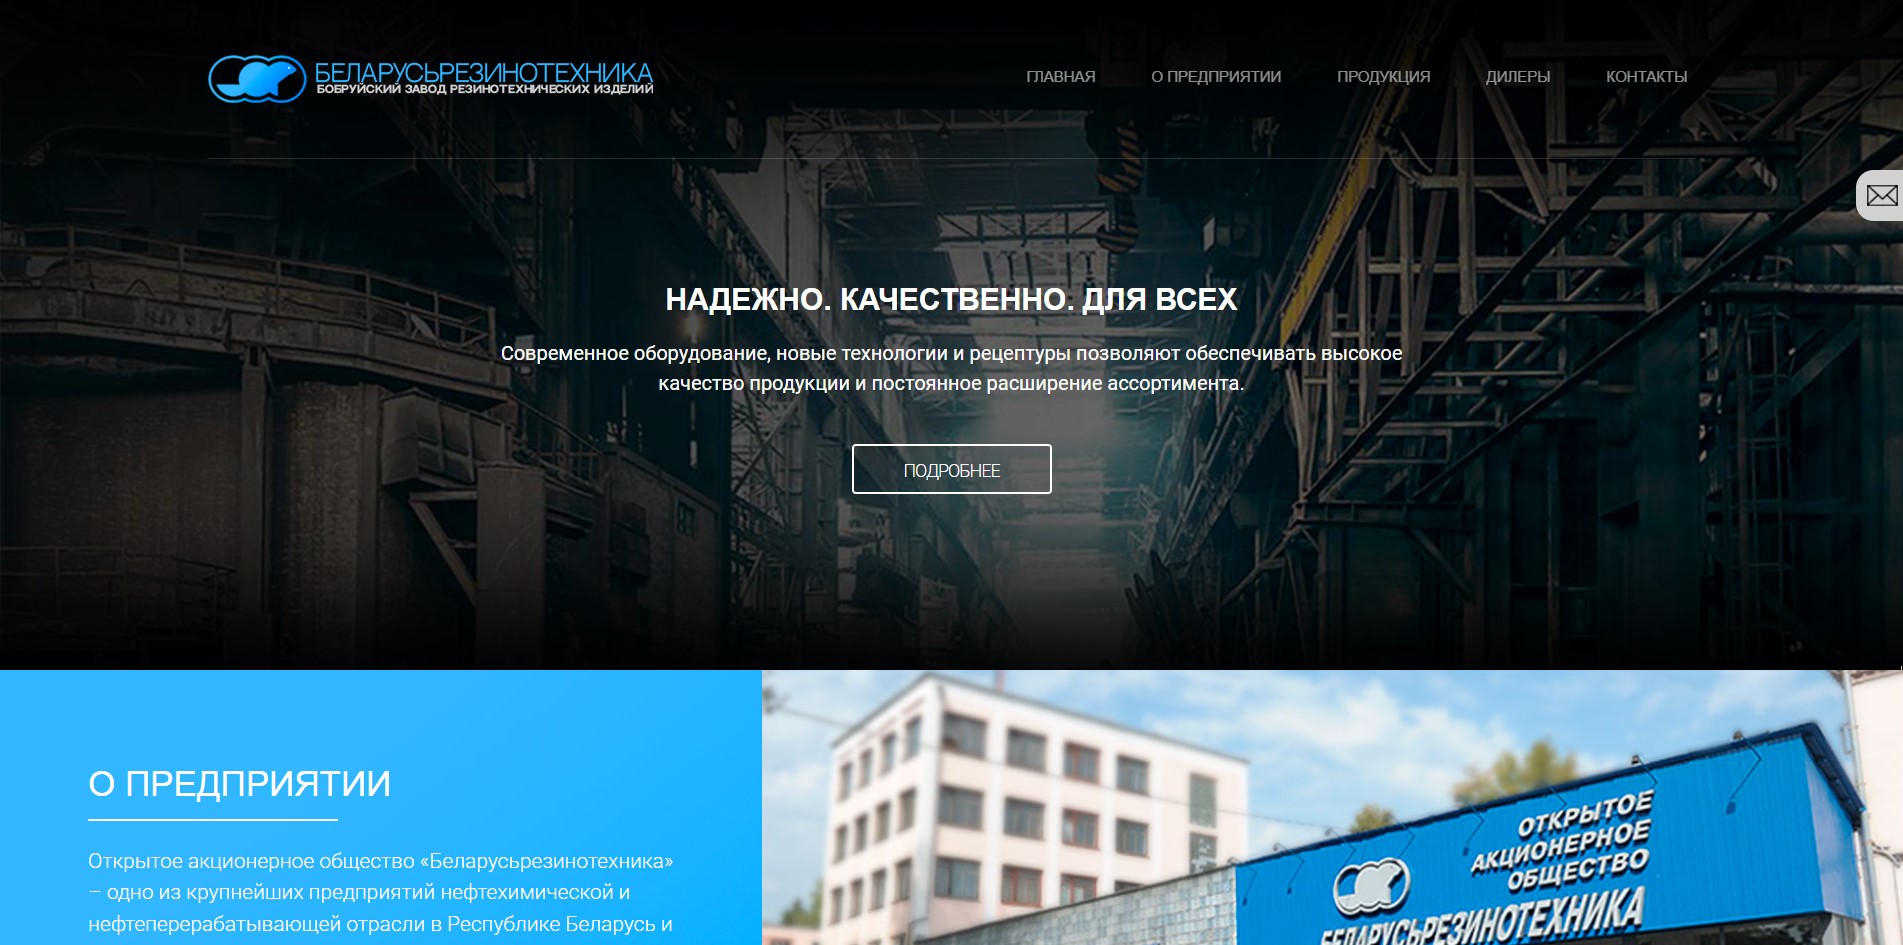 БЕЛАРУСЬРЕЗИНОТЕХНИКА
БОБРУЙСКИЙ ЗАВОД РЕЗИНОТЕХНИЧЕСКИХ ИЗДЕЛИЙ
ГЛАВНАЯ О ПРЕДПРИЯТИИ ПРОДУКЦИЯ ДИЛЕРЫ КОНТАКТЫ
НАДЕЖНО. КАЧЕСТВЕННО. ДЛЯ ВСЕХ
Современное оборудование, новые технологии и рецептуры позволяют обеспечивать высокое
качество продукции и постоянное расширение ассортимента.
ПОДРОБНЕЕ
О ПРЕДПРИЯТИИ
Открытое акционерное общество «Беларусьрезинотехника»
– одно из крупнейших предприятий нефтехимической и
нефтеперерабатывающей отрасли в Республике Беларусь и
ОТКРЫТОЕ
АКЦИОНЕРНОЕ
ОБЩЕСТВО
БЕЛАРУСЬРЕЗИНОТЕХНИКА